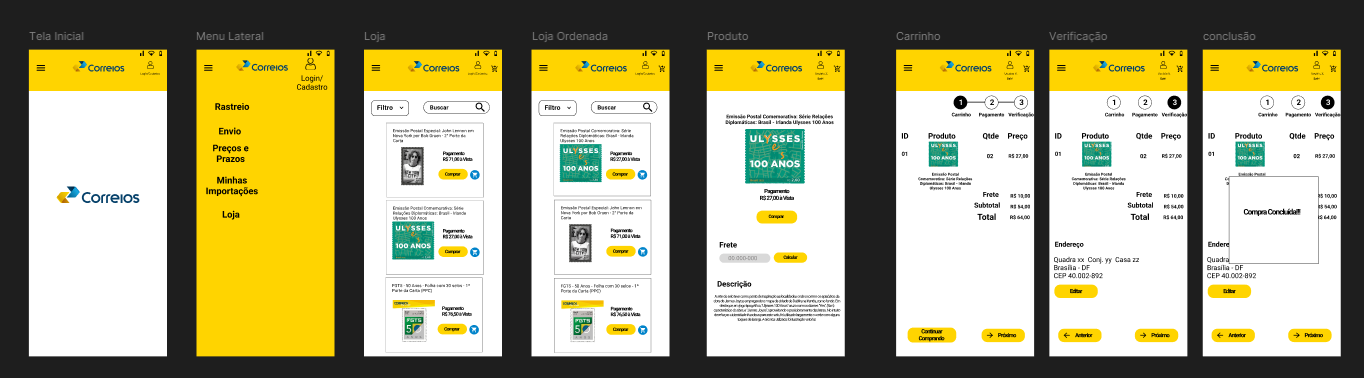 Tela Inicial
Correios
Menu Lateral
Correios
Login/
Cadastro
Rastreio
Envio
Preços e
Prazos
Minhas
Importações
Loja
Loja
Correios
Filtro
Buscar
Emissão Postal Especial: John Lennon em
Nova York por Bob Gruen - 2º Porte da
Carta
Pagamento
R$ 71,00 à Vista
Comprar
Emissão Postal Comemorativa: Série
Relações Diplomáticas: Brasil - Irlanda
Ulysses 100 Anos
ULYSSES
100 ANOS
Pagamento
R$ 27,00 à Vista
Comprar
FGTS - 50 Anos - Folha com 30 selos - 1º
Porte da Carta (PPC)
FGTS
5
Pagamento
R$ 76,50 à Vista
Comprar
Loja Ordenada
Correios
Filtro
Buscar
Emissão Postal Comemorativa: Série
Relações Diplomáticas: Brasil - Irlanda
Ulysses 100 Anos
ULYSSES
100 ANOS
Pagamento
R$ 27,00 à Vista
Comprar
Emissão Postal Especial: John Lennon em
Nova York por Bob Gruen - 2º Porte da
Carta
Pagamento
R$ 71,00 à Vista
Comprar
FGTS - 50 Anos - Folha com 30 selos - 1º
Porte da Carta (PPC)
FGTS
5
Pagamento
R$ 76,50 à Vista
Comprar
Produto
Correios
Emissão Postal Comemorativa: Série Relações
Diplomáticas: Brasil - Irlanda Ulysses 100 Anos
ULYSSES
100 ANOS
Pagamento
R$ 27,00 à Vista
Comprar
Frete
00.000-000
Calcular
Descrição
Carrinho
Correios
1 2 3
Carrinho Pagamento Verificação
ID Produto Qtde Preço
01 ULYSSES 100 ANOS 02 R$ 27,00
Emissão Postal
Comemorativa: Série Relações
Diplomáticas: Brasil - Irlanda
Ulysses 100 Anos
Frete R$ 10,00
Subtotal R$ 54,00
Total R$ 64,00
Continuar
Comprando
Próximo
Verificação
Correios
1 2 3
Carrinho Pagamento Verificação
ID Produto Qtde Preço
01 ULYSSES 100 ANOS 02 R$ 27,00
Emissão Postal
Comemorativa: Série Relações
Diplomáticas: Brasil - Irlanda
Ulysses 100 Anos
Frete R$ 10,00
Subtotal R$ 54,00
Total R$ 64,00
Endereço
Quadra xx Conj. yy Casa zz
Brasília - DF
CEP 40.002-892
Editar
Anterior
Próximo
conclusão
Correios
1 2 3
Carrinho Pagamento Verificação
ID Produto Qtde Preço
01 ULYSSES 100 ANOS 02 R$ 27,00
Emissão Postal
R$ 10,00
R$ 54,00
R$ 64,00
Compra Concluída!!!!
Endere
Quadra
Brasília
CEP 40.002-892
Editar
Anterior
Próximo